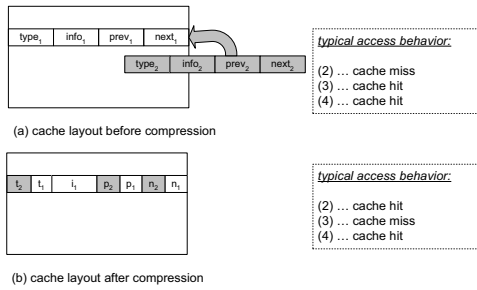 type₁ info₁ prev₁ next₁
type₂ info₂ prev₂ next₂
typical access behavior:
(2) ... cache miss
(3) ... cache hit
(4) ... cache hit
(a) cache layout before compression
t₂ t₁ i₁ p₂ p₁ n₂ n₁
typical access behavior:
(2) ... cache hit
(3) ... cache miss
(4) ... cache hit
(b) cache layout after compression